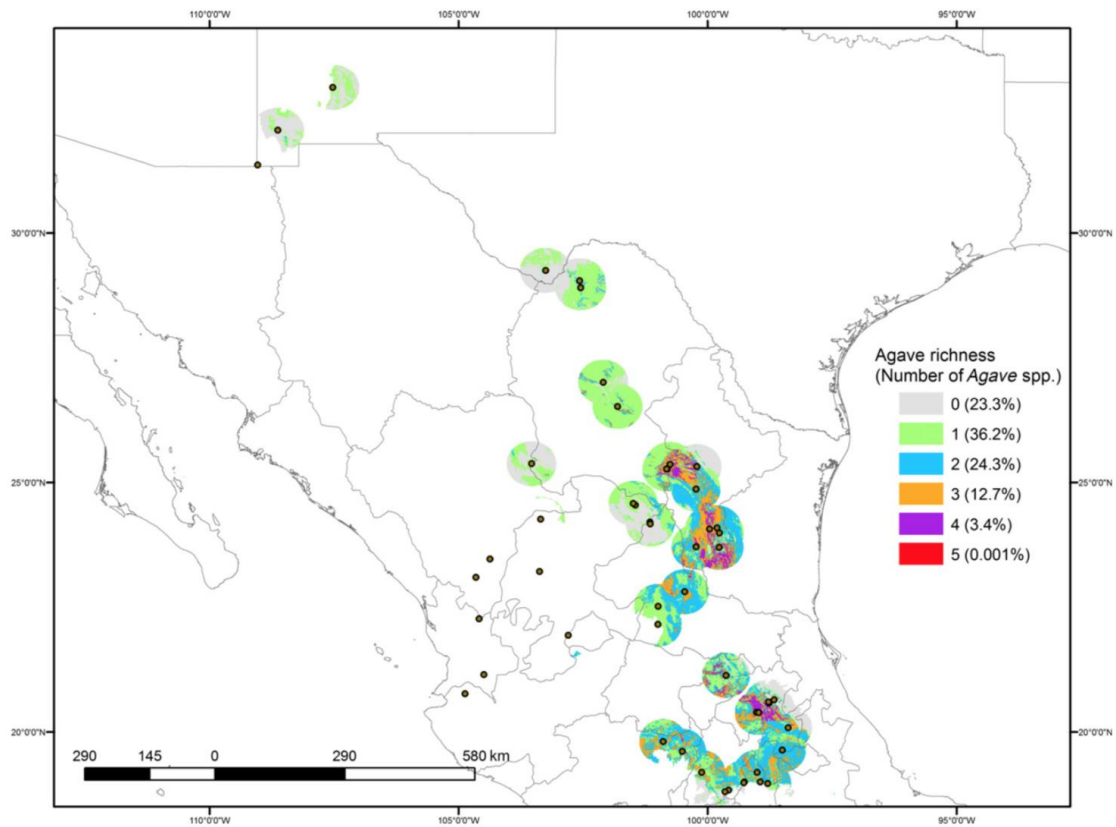 110°0'0"W 105°0'0"W 100°0'0"W 95°0'0"W
30°0'0"N 30°0'0"N
Agave richness
(Number of Agave spp.)
0 (23.3%)
1 (36.2%)
25°0'0"N 2 (24.3%) 25°0'0"N
3 (12.7%)
4 (3.4%)
5 (0.001%)
20°0'0"N 20°0'0"N
290 145 0 290 580 km
110°0'0"W 105°0'0"W 100°0'0"W 95°0'0"W